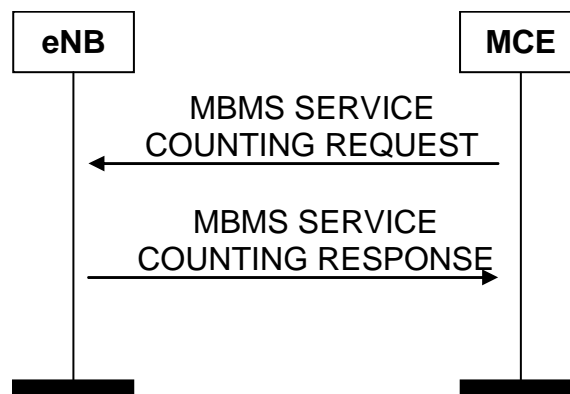 eNB
MCE
MBMS SERVICE
COUNTING REQUEST
MBMS SERVICE
COUNTING RESPONSE